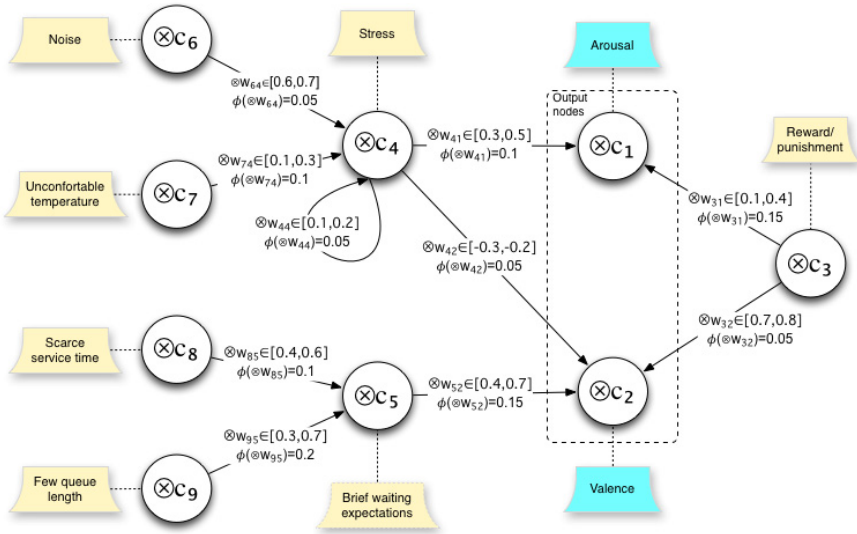 Noise
⊗c₆
Stress
Arousal
⊗w₆₄∈[0.6,0.7]
ϕ(⊗w₆₄)=0.05
Output
nodes
⊗c₄
⊗w₄₁∈[0.3,0.5]
ϕ(⊗w₄₁)=0.1
⊗c₁
Reward/
punishment
Unconfortable
temperature
⊗c₇
⊗w₇₄∈[0.1,0.3]
ϕ(⊗w₇₄)=0.1
⊗w₄₄∈[0.1,0.2]
ϕ(⊗w₄₄)=0.05
⊗w₄₂∈[-0.3,-0.2]
ϕ(⊗w₄₂)=0.05
⊗w₃₁∈[0.1,0.4]
ϕ(⊗w₃₁)=0.15
⊗c₃
Scarce
service time
⊗c₈
⊗w₈₅∈[0.4,0.6]
ϕ(⊗w₈₅)=0.1
⊗c₅
⊗w₅₂∈[0.4,0.7]
ϕ(⊗w₅₂)=0.15
⊗c₂
⊗w₃₂∈[0.7,0.8]
ϕ(⊗w₃₂)=0.05
Few queue
length
⊗c₉
⊗w₉₅∈[0.3,0.7]
ϕ(⊗w₉₅)=0.2
Brief waiting
expectations
Valence